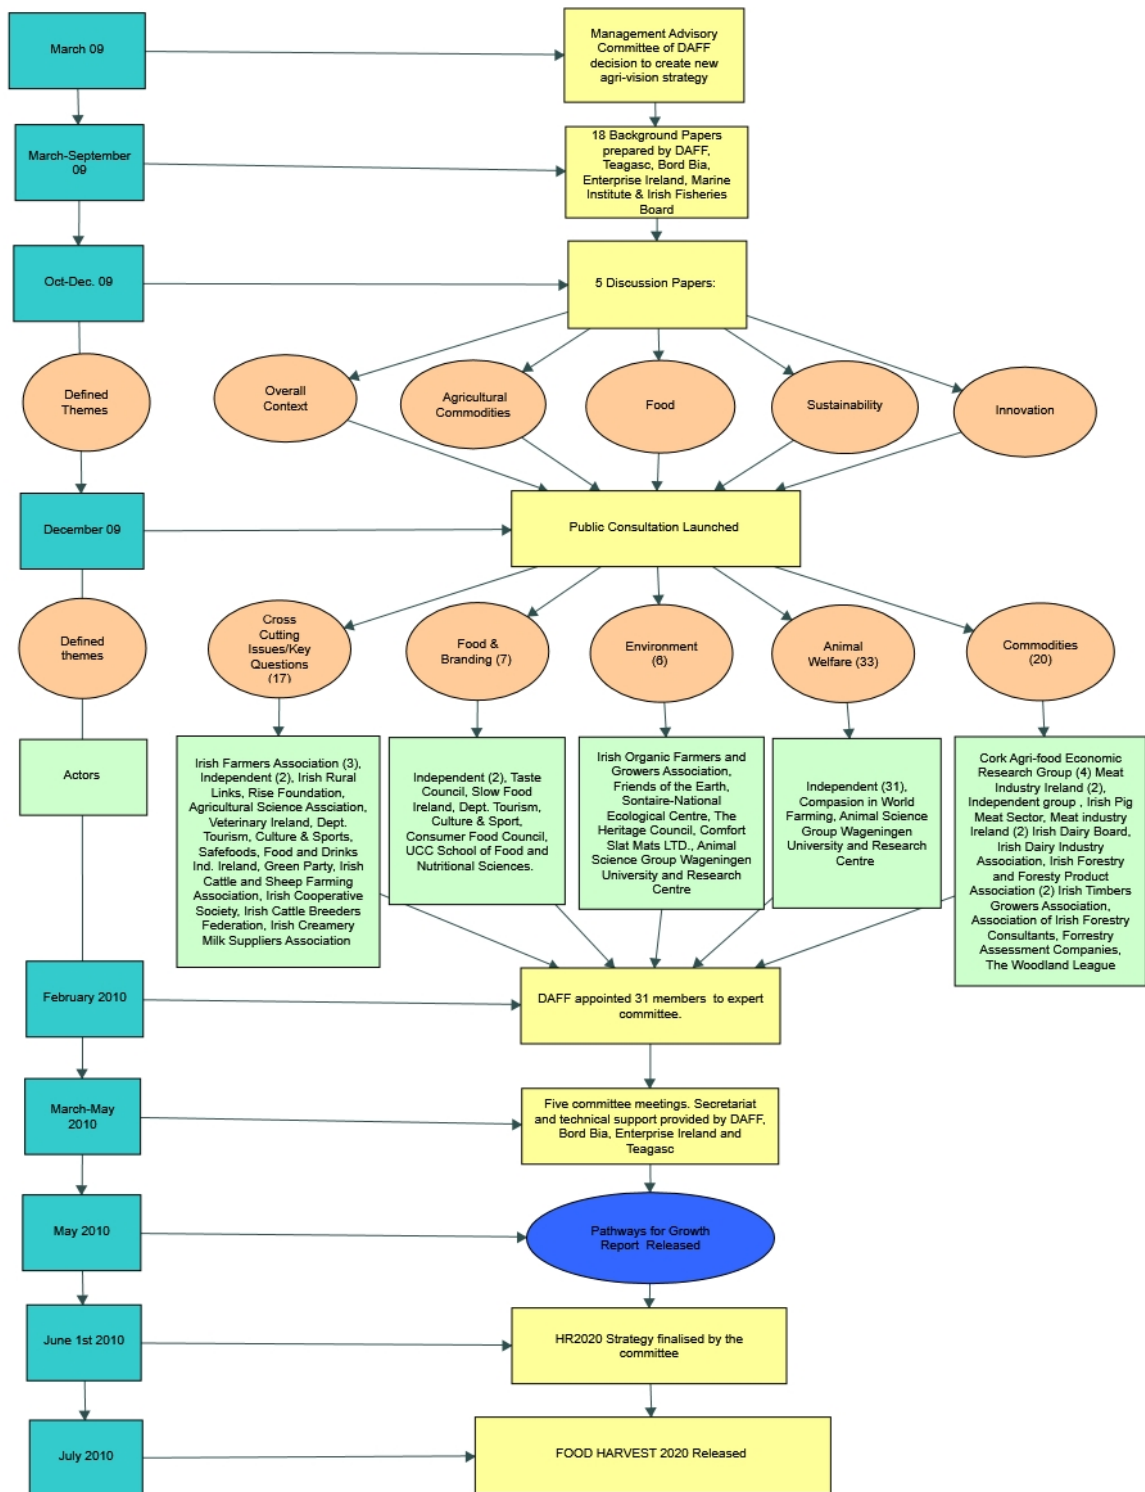 March 09
Management Advisory
Committee of DAFF
decision to create new
agri-vision strategy
March-September
09
18 Background Papers
prepared by DAFF,
Teagasc, Bord Bia,
Enterprise Ireland, Marine
Institute & Irish Fisheries
Board
Oct-Dec. 09
5 Discussion Papers:
Defined
Themes
Overall
Context
Agricultural
Commodities
Food
Sustainability
Innovation
December 09
Public Consultation Launched
Defined
themes
Cross
Cutting
Issues/Key
Questions
(17)
Food &
Branding (7)
Environment
(6)
Animal
Welfare (33)
Commodities
(20)
Actors
Irish Farmers Association (3),
Independent (2), Irish Rural
Links, Rise Foundation,
Agricultural Science Assciation,
Veterinary Ireland, Dept.
Tourism, Culture & Sports,
Safefoods, Food and Drinks
Ind. Ireland, Green Party, Irish
Cattle and Sheep Farming
Association, Irish Cooperative
Society, Irish Cattle Breeders
Federation, Irish Creamery
Milk Suppliers Association
Independent (2), Taste
Council, Slow Food
Ireland, Dept. Tourism,
Culture & Sport,
Consumer Food Council,
UCC School of Food and
Nutritional Sciences.
Irish Organic Farmers and
Growers Association,
Friends of the Earth,
Sontaire-National
Ecological Centre, The
Heritage Council, Comfort
Slat Mats LTD., Animal
Science Group Wageningen
University and Research
Centre
Independent (31),
Compasion in World
Farming, Animal Science
Group Wageningen
University and Research
Centre
Cork Agri-food Economic
Research Group (4) Meat
Industry Ireland (2),
Independent group , Irish Pig
Meat Sector, Meat industry
Ireland (2) Irish Dairy Board,
Irish Dairy Industry
Association, Irish Forestry
and Foresty Product
Association (2) Irish Timbers
Growers Association,
Association of Irish Forestry
Consultants, Forrestry
Assessment Companies,
The Woodland League
February 2010
DAFF appointed 31 members to expert
committee.
March-May
2010
Five committee meetings. Secretariat
and technical support provided by DAFF,
Bord Bia, Enterprise Ireland and
Teagasc
May 2010
Pathways for Growth
Report Released
June 1st 2010
HR2020 Strategy finalised by the
committee
July 2010
FOOD HARVEST 2020 Released